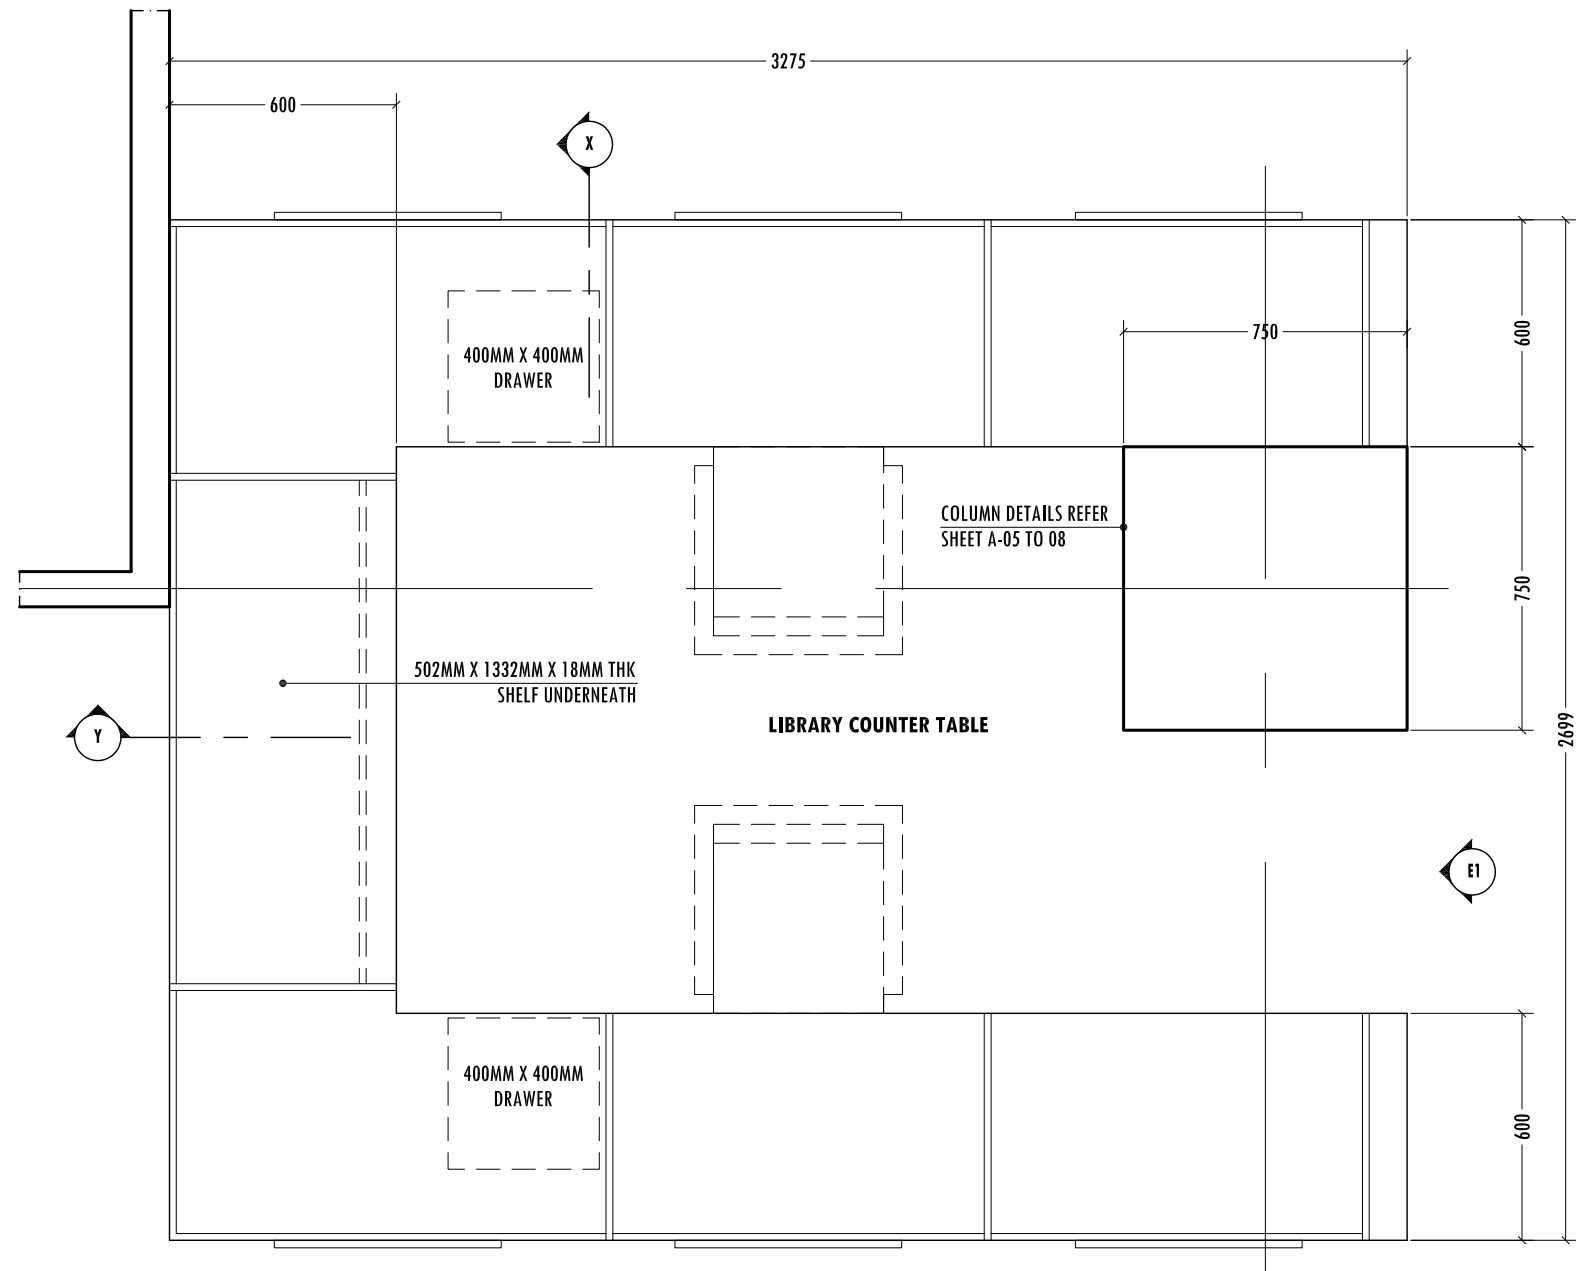 3275
600
X
400MM X 400MM
DRAWER
750
600
COLUMN DETAILS REFER
SHEET A-05 TO 08
750
502MM X 1332MM X 18MM THK
SHELF UNDERNEATH
LIBRARY COUNTER TABLE
Y
2699
E1
400MM X 400MM
DRAWER
600